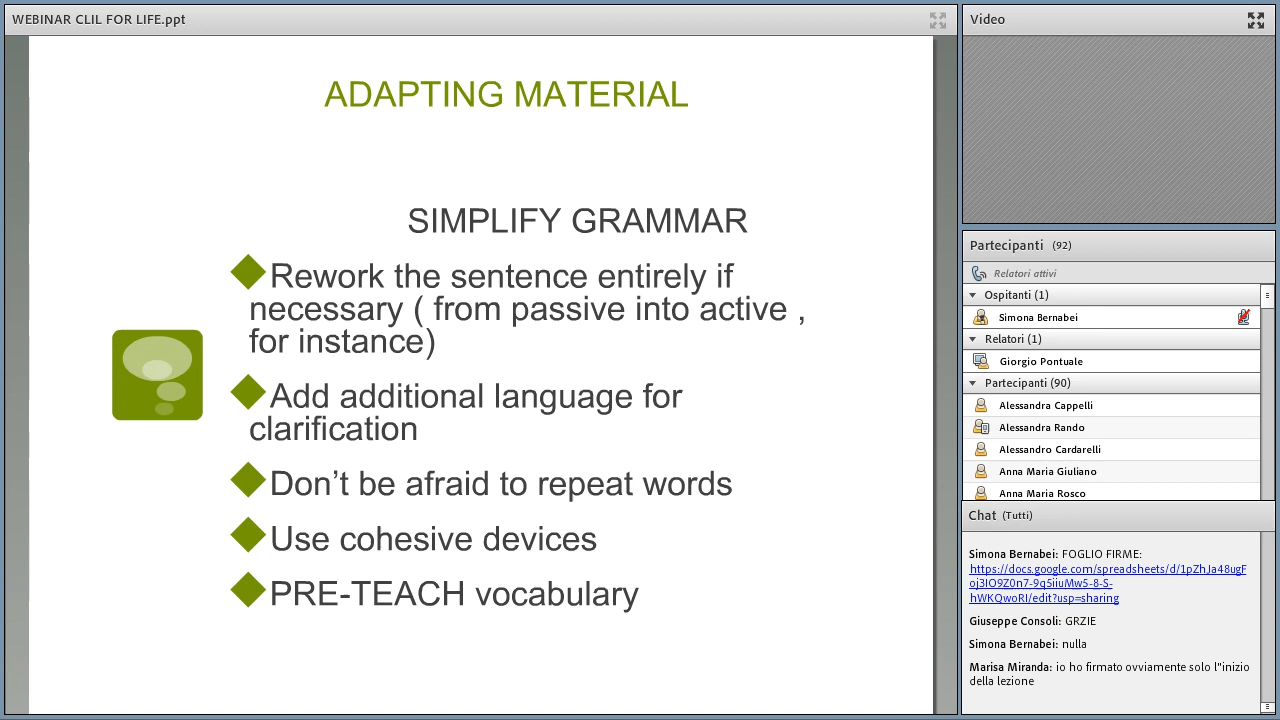 WEBINAR CLIL FOR LIFE.ppt
ADAPTING MATERIAL
SIMPLIFY GRAMMAR
Rework the sentence entirely if
necessary ( from passive into active ,
for instance)
Add additional language for
clarification
Don’t be afraid to repeat words
Use cohesive devices
PRE-TEACH vocabulary
Video
Partecipanti (92)
Relatori attivi
Ospitanti (1)
Simona Bernabei
Relatori (1)
Giorgio Pontuale
Partecipanti (90)
Alessandra Cappelli
Alessandra Rando
Alessandro Cardarelli
Anna Maria Giuliano
Anna Maria Rosco
Chat (Tutti)
Simona Bernabei: FOGLIO FIRME:
https://docs.google.com/spreadsheets/d/1pZhJa48ugF
oj3IO9Z0n7-9q5iiuMw5-8-S-
hWKQwoRI/edit?usp=sharing
Giuseppe Consoli: GRZIE
Simona Bernabei: nulla
Marisa Miranda: io ho firmato ovviamente solo l"inizio
della lezione